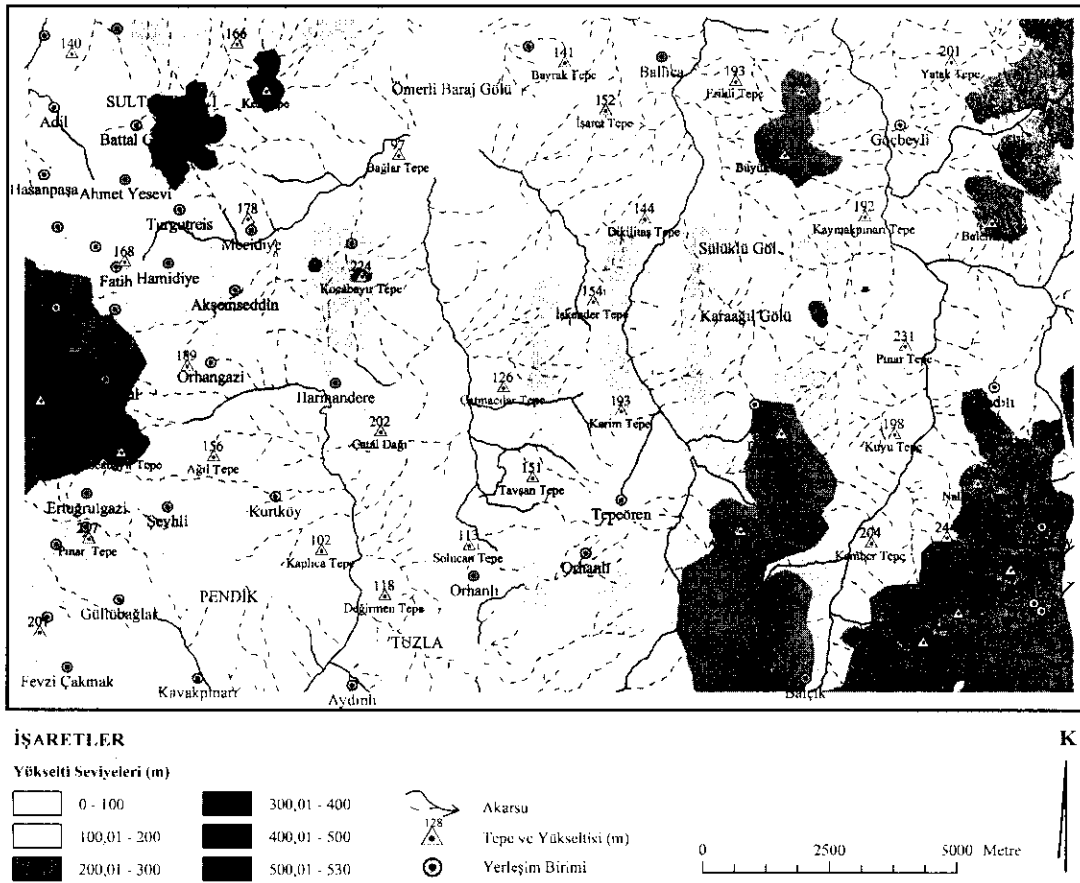 140
166
141
Bayrak Tepe
Ballıca
193
201
Yatak Tepe
Ömerli Baraj Gölü
152
İşaret Tepe
Adil
Battal
Göçbeyli
97
Bağlar Tepe
Hasanpaşa
Ahmet Yesevi
Turgutreis
178
Mecidiye
144
Dikilitaş Tepe
192
Kaymakpınarı Tepe
Sülüklü Göl
168
Fatih
Hamidiye
224
Koçabayır Tepe
Akşemseddin
154
İskender Tepe
Karaağıl Gölü
231
Pınar Tepe
189
Orhangazi
Harmandere
126
Çatmacılar Tepe
193
Karim Tepe
202
Çatal Dağı
198
Kuyu Tepe
156
Ağıl Tepe
151
Tavşan Tepe
Ertuğrulgazi
Şeyhli
Kurtköy
Tepeören
Pınar Tepe
102
Kaplıca Tepe
113
Solucan Tepe
Orhanlı
Orhanlı
204
Kamber Tepe
118
Değirmen Tepe
Güllübağlar
PENDİK
TUZLA
Fevzi Çakmak
Kavakpınarı
Aydınlı
Balçık
İŞARETLER
K
Yükselti Seviyeleri (m)
0 - 100
300,01 - 400
Akarsu
100,01 - 200
400,01 - 500
128
Tepe ve Yükseltisi (m)
200,01 - 300
500,01 - 530
Yerleşim Birimi
0 2500 5000 Metre